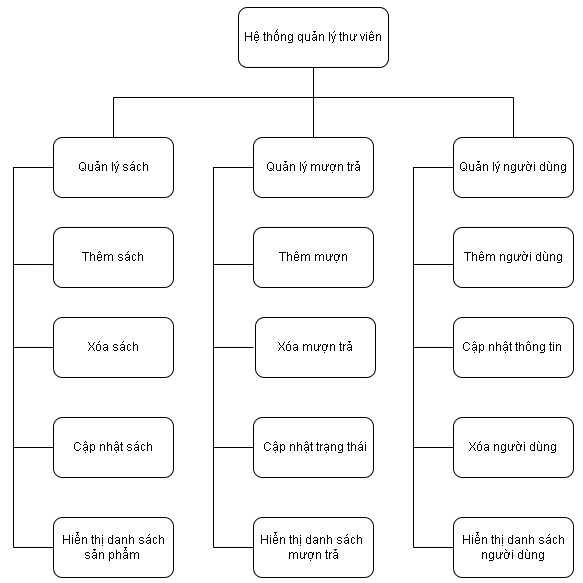 Hệ thống quản lý thư viên
Quản lý sách
Quản lý mượn trả
Quản lý người dùng
Thêm sách
Thêm mượn
Thêm người dùng
Xóa sách
Xóa mượn trả
Cập nhật thông tin
Cập nhật sách
Cập nhật trạng thái
Xóa người dùng
Hiển thị danh sách
sản phẩm
Hiển thị danh sách
mượn trả
Hiển thị danh sách
người dùng